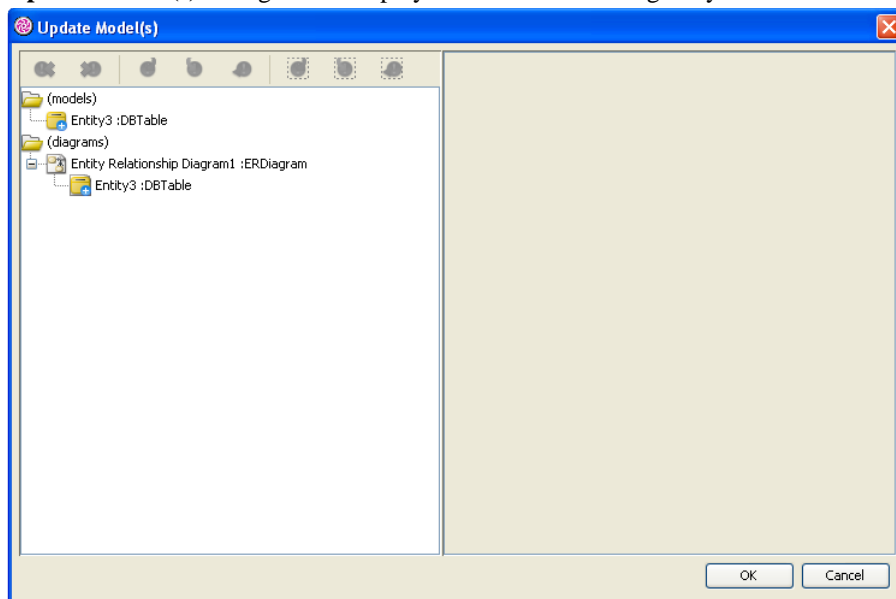 (s)
Update Model(s)
(models)
Entity3 :DBTable
(diagrams)
Entity Relationship Diagram1 :ERDiagram
Entity3 :DBTable
OK Cancel